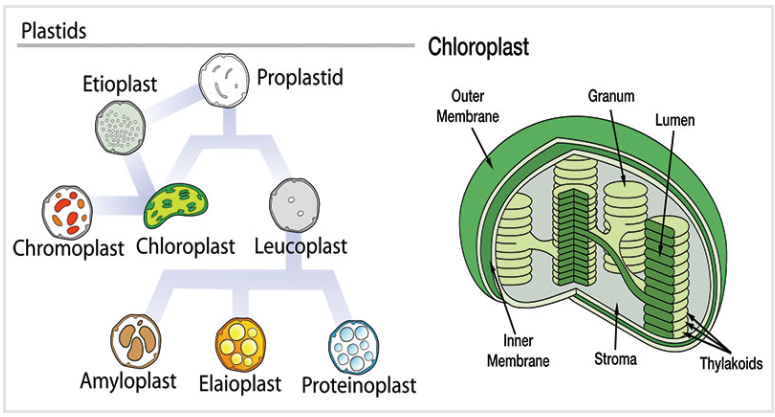 Plastids
Etioplast
Proplastid
Chromoplast
Chloroplast
Leucoplast
Amyloplast
Elaioplast
Proteinoplast
Chloroplast
Outer
Membrane
Granum
Lumen
Inner
Membrane
Stroma
Thylakoids